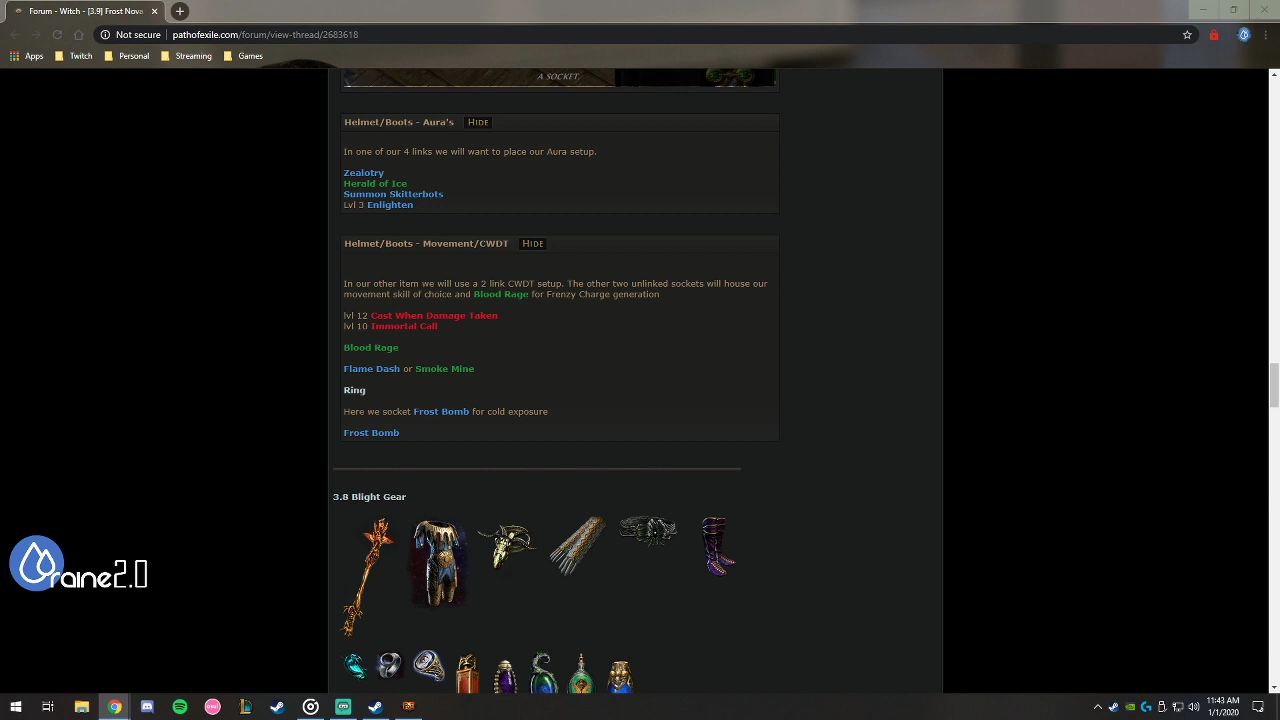 Forum - Witch - [3.9] Frost Nova
Not secure | pathofexile.com/forum/view-thread/2683618
Apps Twitch Personal Streaming Games
A SOCKET.
Helmet/Boots - Aura's HIDE
In one of our 4 links we will want to place our Aura setup.
Zealotry
Herald of Ice
Summon Skitterbots
Lvl 3 Enlighten
Helmet/Boots - Movement/CWDT HIDE
In our other item we will use a 2 link CWDT setup. The other two unlinked sockets will house our
movement skill of choice and Blood Rage for Frenzy Charge generation
lvl 12 Cast When Damage Taken
lvl 10 Immortal Call
Blood Rage
Flame Dash or Smoke Mine
Ring
Here we socket Frost Bomb for cold exposure
Frost Bomb
3.8 Blight Gear
raine2.0
11:43 AM
1/1/2020